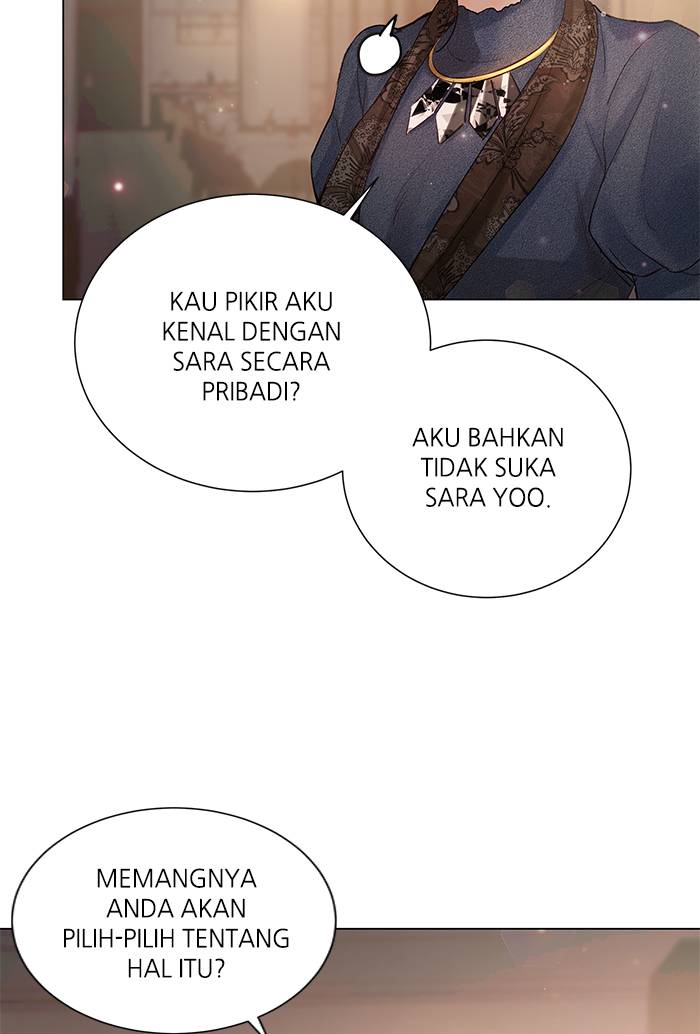 KAU PIKIR AKU
KENAL DENGAN
SARA SECARA
PRIBADI?
AKU BAHKAN
TIDAK SUKA
SARA YOO.
MEMANGNYA
ANDA AKAN
PILIH-PILIH TENTANG
HAL ITU?